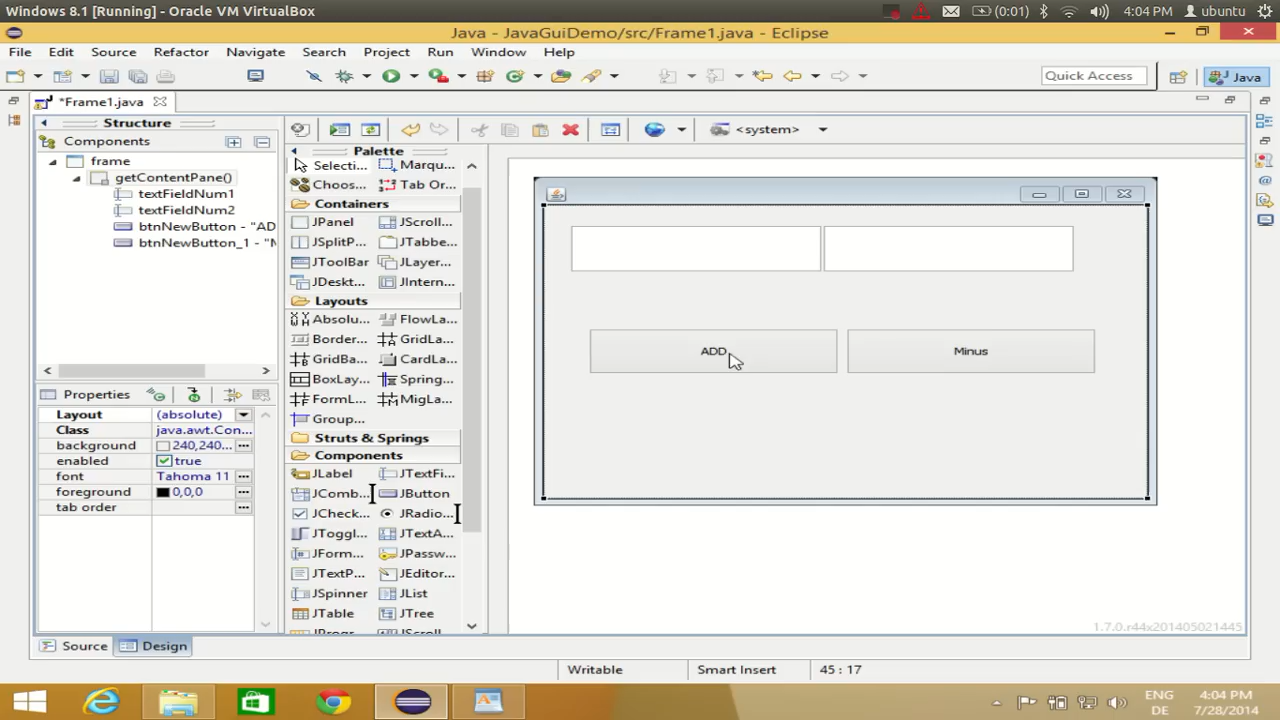 Windows 8.1 [Running] - Oracle VM VirtualBox
(0:01)
4:04 PM
ubuntu
Java - JavaGuiDemo/src/Frame1.java - Eclipse
File Edit Source Refactor Navigate Search Project Run Window Help
Quick Access
Java
*Frame1.java
Structure
Components
frame
getContentPane()
textFieldNum1
textFieldNum2
btnNewButton - "AD
btnNewButton_1 - "M
Properties
Layout (absolute)
Class java.awt.Con...
background 240,240...
enabled true
font Tahoma 11
foreground 0,0,0
tab order
Palette
<system>
Selecti... Marqu...
Choos... Tab Or...
Containers
JPanel JScroll...
JSplitP... JTabbe...
JToolBar JLayer...
JDeskt... JIntern...
Layouts
Absolu... FlowLa...
Border... GridLa...
GridBa... CardLa...
BoxLay... Spring...
FormL... MigLa...
Group...
Struts & Springs
Components
JLabel JTextFi...
JComb... JButton
JCheck... JRadio...
JToggl... JTextA...
JForm... JPassw...
JTextP... JEditor...
JSpinner JList
JTable JTree
JProgr... JScroll...
ADD
Minus
1.7.0.r44x201405021445
Source Design
Writable Smart Insert 45 : 17
ENG
DE
4:04 PM
7/28/2014